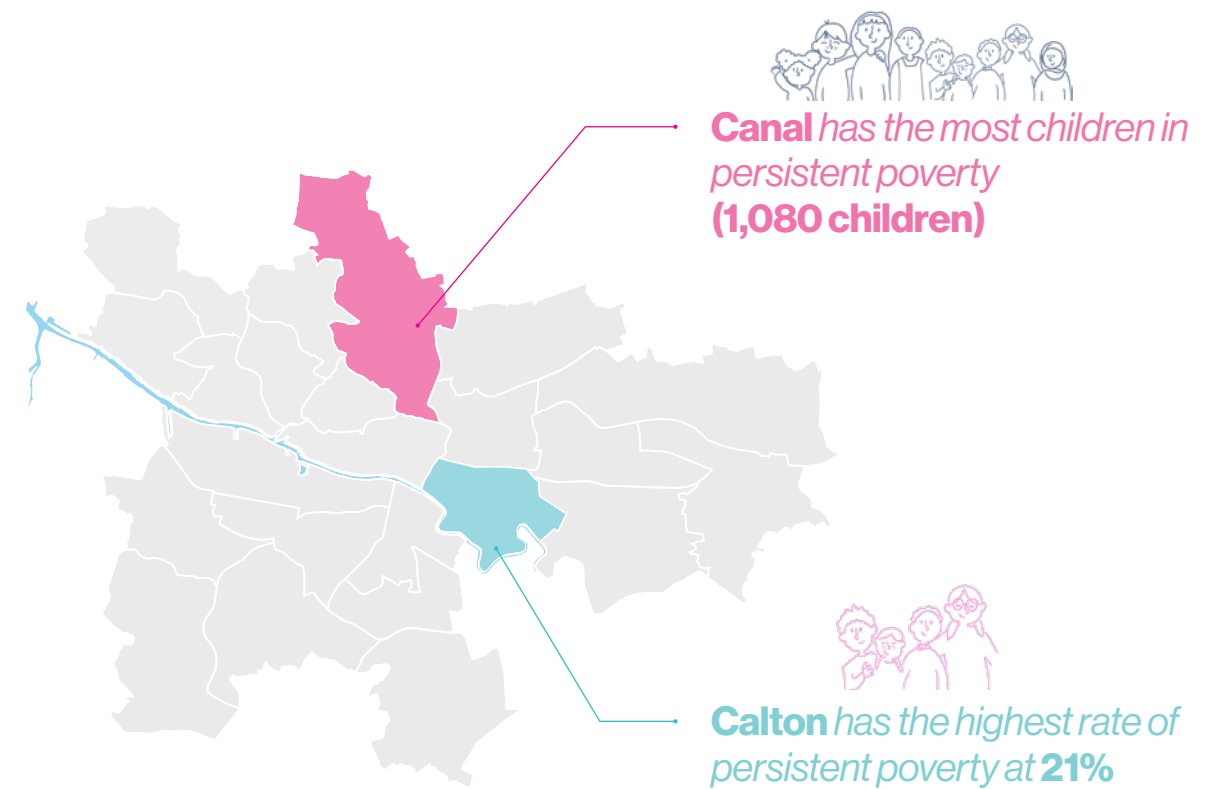 Canal has the most children in
persistent poverty
(1,080 children)
Calton has the highest rate of
persistent poverty at 21%